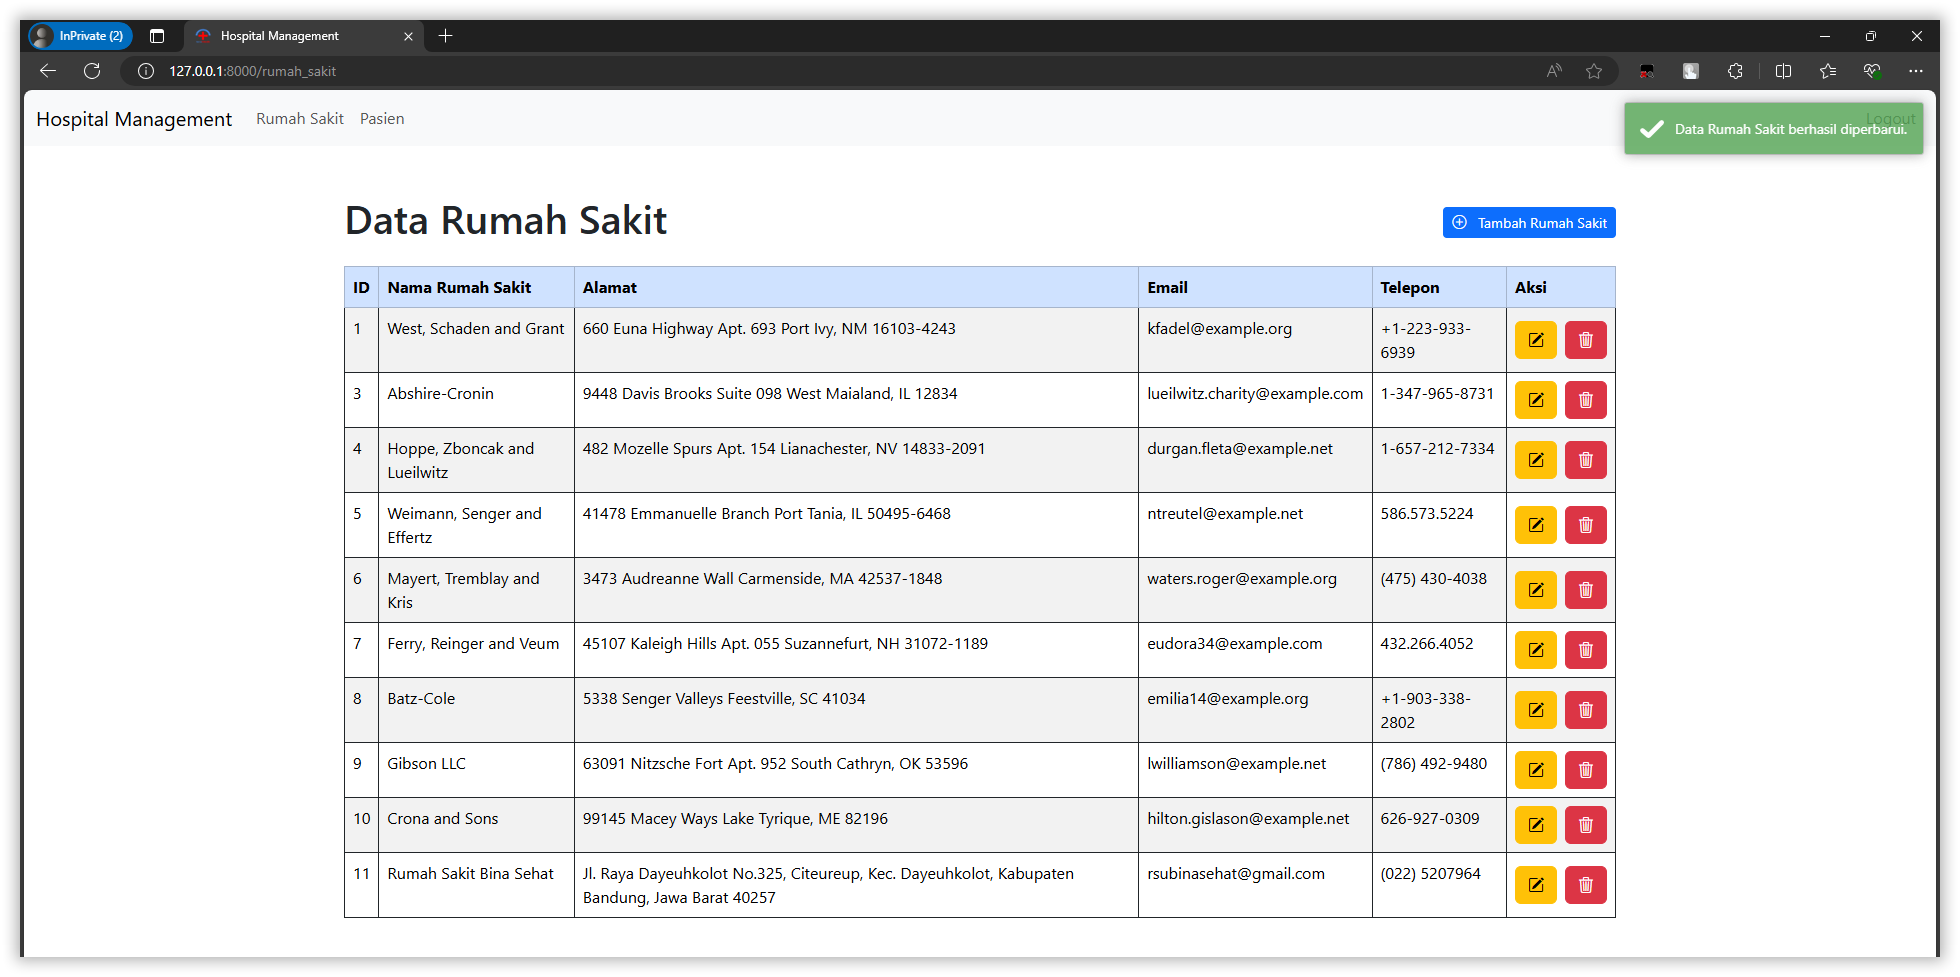 InPrivate (2)
Hospital Management
127.0.0.1:8000/rumah_sakit
Hospital Management Rumah Sakit Pasien Logout
Data Rumah Sakit berhasil diperbarui.
Data Rumah Sakit
Tambah Rumah Sakit
ID Nama Rumah Sakit Alamat Email Telepon Aksi
1 West, Schaden and Grant 660 Euna Highway Apt. 693 Port Ivy, NM 16103-4243 kfadel@example.org +1-223-933-
6939
3 Abshire-Cronin 9448 Davis Brooks Suite 098 West Maialand, IL 12834 lueilwitz.charity@example.com 1-347-965-8731
4 Hoppe, Zboncak and 482 Mozelle Spurs Apt. 154 Lianachester, NV 14833-2091 durgan.fleta@example.net 1-657-212-7334
Lueilwitz
5 Weimann, Senger and 41478 Emmanuelle Branch Port Tania, IL 50495-6468 ntreutel@example.net 586.573.5224
Effertz
6 Mayert, Tremblay and 3473 Audreanne Wall Carmenside, MA 42537-1848 waters.roger@example.org (475) 430-4038
Kris
7 Ferry, Reinger and Veum 45107 Kaleigh Hills Apt. 055 Suzannefurt, NH 31072-1189 eudora34@example.com 432.266.4052
8 Batz-Cole 5338 Senger Valleys Feestville, SC 41034 emilia14@example.org +1-903-338-
2802
9 Gibson LLC 63091 Nitzsche Fort Apt. 952 South Cathryn, OK 53596 lwilliamson@example.net (786) 492-9480
10 Crona and Sons 99145 Macey Ways Lake Tyrique, ME 82196 hilton.gislason@example.net 626-927-0309
11 Rumah Sakit Bina Sehat Jl. Raya Dayeuhkolot No.325, Citeureup, Kec. Dayeuhkolot, Kabupaten rsubinasehat@gmail.com (022) 5207964
Bandung, Jawa Barat 40257